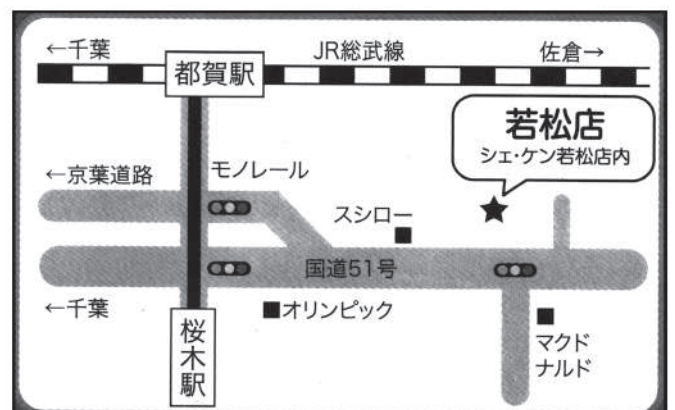 ←千葉
JR総武線
佐倉→
都賀駅
若松店
シェ・ケン若松店内
←京葉道路
モノレール
スシロー
国道51号
←千葉
■オリンピック
桜木駅
マクド
ナルド